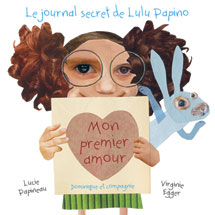 Le journal secret de Lulu Papino
Mon
premier
amour
Lucie
Papineau
Dominique et compagnie
Virginie
Egger